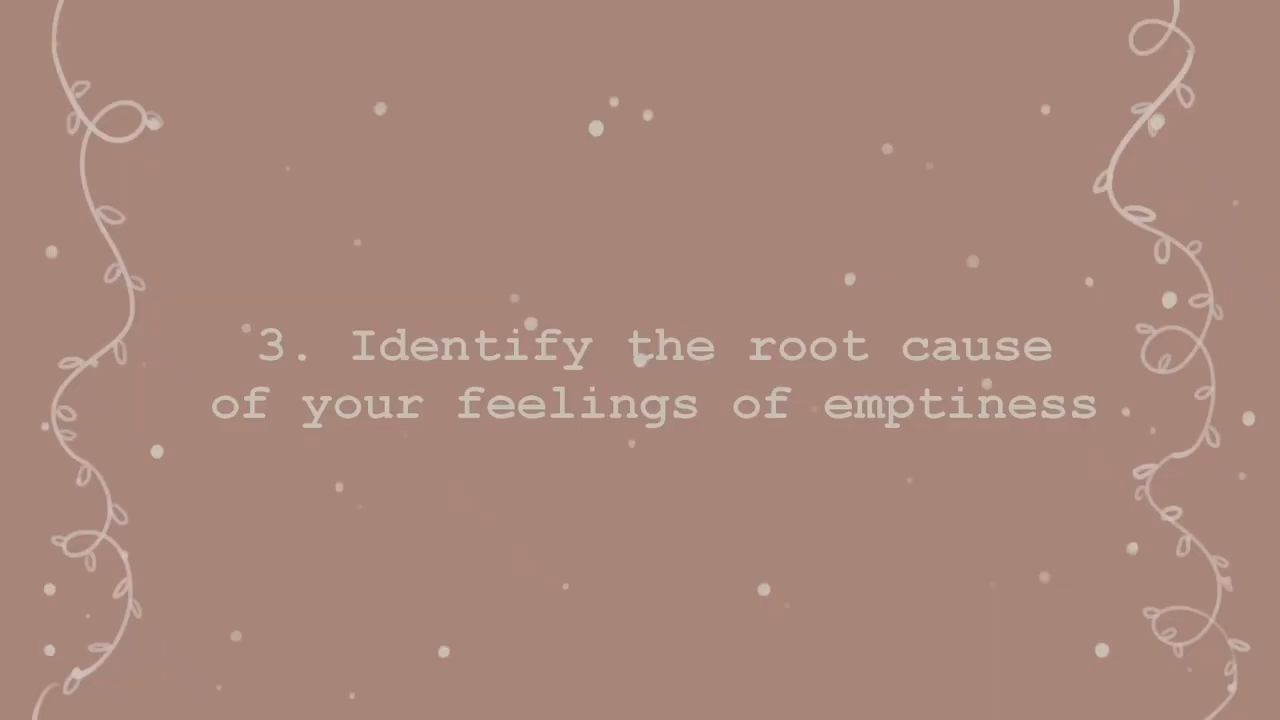 3. Identify the root cause
of your feelings of emptiness